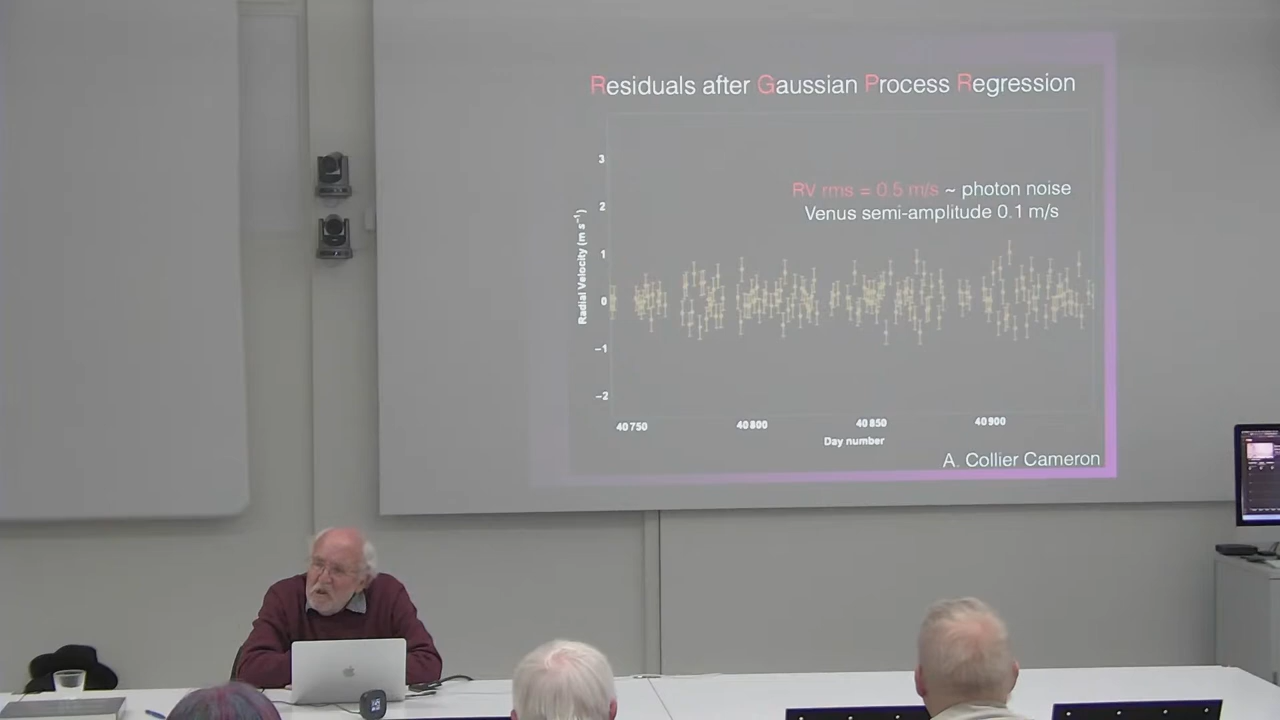 Residuals after Gaussian Process Regression
3
RV rms = 0.5 m/s ~ photon noise
2
Venus semi-amplitude 0.1 m/s
1
Radial Velocity (m s⁻¹)
0
−1
−2
40 750 40 800 40 850 40 900
Day number
A. Collier Cameron